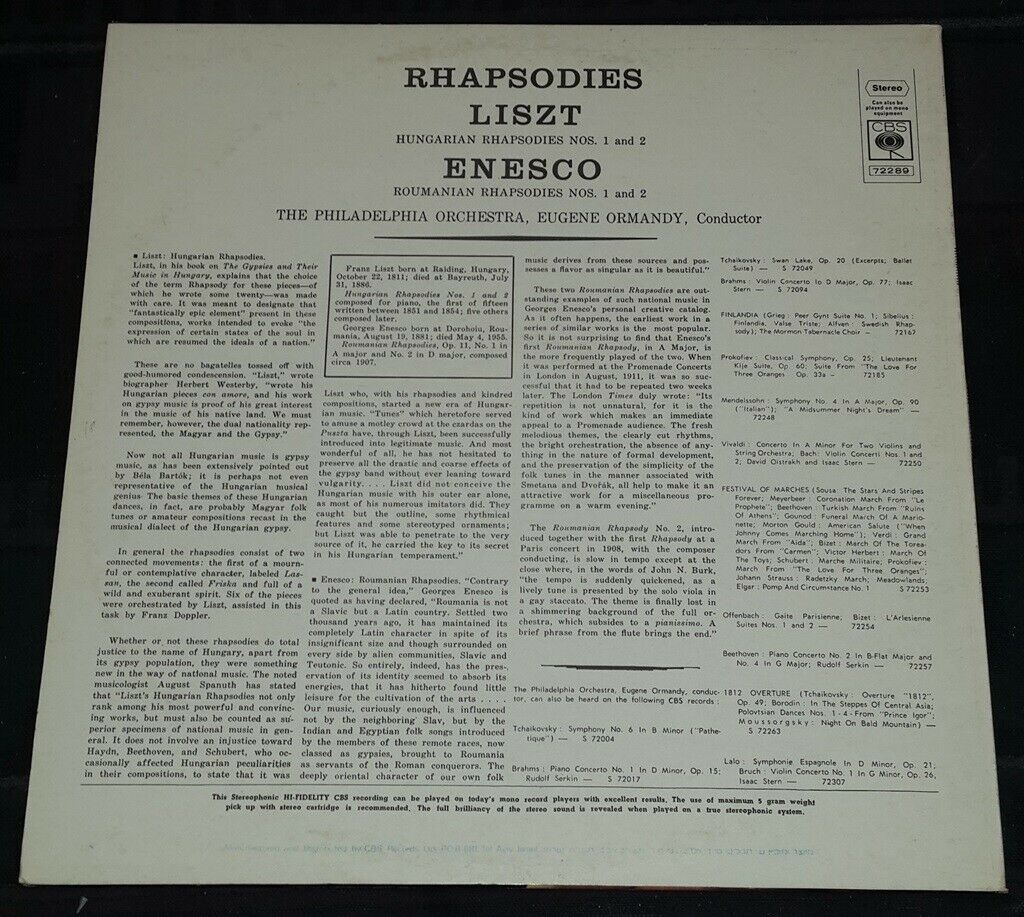 RHAPSODIES
LISZT
HUNGARIAN RHAPSODIES NOS. 1 and 2
ENESCO
ROUMANIAN RHAPSODIES NOS. 1 and 2
THE PHILADELPHIA ORCHESTRA, EUGENE ORMANDY, Conductor
Stereo
Can also be
played on mono
equipment
CBS
72289
■ Liszt: Hungarian Rhapsodies.
Liszt, in his book on The Gypsies and Their
Music in Hungary, explains that the choice
of the term Rhapsody for these pieces—of
which he wrote some twenty—was made
with care. It was meant to designate that
"fantastically epic element" present in these
compositions, works intended to evoke "the
expression of certain states of the soul in
which are resumed the ideals of a nation."
These are no bagatelles tossed off with
good-humored condescension. "Liszt," wrote
biographer Herbert Westerby, "wrote his
Hungarian pieces con amore, and his work
on gypsy music is proof of his great interest
in the music of his native land. We must
remember, however, the dual nationality rep-
resented, the Magyar and the Gypsy."
Now not all Hungarian music is gypsy
music, as has been extensively pointed out
by Béla Bartók; it is perhaps not even
representative of the Hungarian musical
genius. The basic themes of these Hungarian
dances, in fact, are probably Magyar folk
tunes or amateur compositions recast in the
musical dialect of the Hungarian gypsy.
In general the rhapsodies consist of two
connected movements: the first of a mourn-
ful or contemplative character, labeled Las-
san, the second called Friska and full of a
wild and exuberant spirit. Six of the pieces
were orchestrated by Liszt, assisted in this
task by Franz Doppler.
Whether or not these rhapsodies do total
justice to the name of Hungary, apart from
its gypsy population, they were something
new in the world of music. The noted
musicologist August Spanuth has stated
that "Liszt's Hungarian Rhapsodies not only
rank among his most powerful and convinc-
ing works, but must also be counted as su-
perior specimens of national music in gen-
eral. It does not involve an injustice toward
Haydn, Beethoven, and Schubert, who oc-
casionally affected Hungarian peculiarities
in their compositions, to state that it was
Franz Liszt born at Raiding, Hungary,
October 22, 1811; died at Bayreuth, July
31, 1886.
Hungarian Rhapsodies Nos. 1 and 2
composed for piano, the first of fifteen
written between 1851 and 1854; five others
composed later.
Georges Enesco born at Dorohoiu, Rou-
mania, August 19, 1881; died May 4, 1955.
Roumanian Rhapsodies, Op. 11, No. 1 in
A major and No. 2 in D major, composed
circa 1907.
Liszt who, with his rhapsodies and kindred
compositions, started a new era of Hungar-
ian music. "Tunes" which heretofore served
to amuse a motley crowd at the czardas on the
Puszta have, through Liszt, been successfully
introduced into legitimate music. And most
wonderful of all, he has not hesitated to
preserve all the drastic and coarse effects of
the gypsy band without ever leaning toward
vulgarity. . . . Liszt did not conceive the
Hungarian music with his outer ear alone,
as most of his numerous imitators did. They
caught but the outline, some rhythmical
features and some stereotyped ornaments;
but Liszt was able to penetrate to the very
source of it, he carried the key to its secret
in his Hungarian temperament."
■ Enesco: Roumanian Rhapsodies. "Contrary
to the general idea," Georges Enesco is
quoted as having declared, "Roumania is not
a Slavic but a Latin country. Settled two
thousand years ago, it has maintained its
completely Latin character in spite of its
insignificant size and though surrounded on
every side by alien communities, Slavic and
Teutonic. So entirely, indeed, has the pres-
ervation of its identity seemed to absorb its
energies, that it has hitherto found little
leisure for the cultivation of the arts . . . .
Our music, curiously enough, is influenced
not by the neighboring Slav, but by the
Indian and Egyptian folk songs introduced
by the members of these remote races, now
classed as gypsies, brought to Roumania
as servants of the Roman conquerors. The
deeply oriental character of our own folk
music derives from these sources and pos-
sesses a flavor as singular as it is beautiful."
These two Roumanian Rhapsodies are out-
standing examples of such national music in
Georges Enesco's personal creative catalog.
As it often happens, the earliest work in a
series of similar works is the most popular.
So it is not surprising to find that Enesco's
first Roumanian Rhapsody, in A Major, is
the more frequently played of the two. When
it was performed at the Promenade Concerts
in London in August, 1911, it was so suc-
cessful that it had to be repeated two weeks
later. The London Times duly wrote: "Its
repetition is not unnatural, for it is the
kind of work which makes an immediate
appeal to a Promenade audience. The fresh
melodious themes, the clearly cut rhythms,
the bright orchestration, the absence of any-
thing in the nature of formal development,
and the preservation of the simplicity of the
folk tunes in the manner associated with
Smetana and Dvořák, all help to make it an
attractive work for a miscellaneous pro-
gramme on a warm evening."
The Roumanian Rhapsody No. 2, intro-
duced together with the first Rhapsody at a
Paris concert in 1908, with the composer
conducting, is slow in tempo except at the
close where, in the words of John N. Burk,
"the tempo is suddenly quickened, as a
lively tune is presented by the solo viola in
a gay staccato. The theme is finally lost in
a shimmering background of the full or-
chestra, which subsides to a pianissimo. A
brief phrase from the flute brings the end."
The Philadelphia Orchestra, Eugene Ormandy, conduc-
tor, can also be heard on the following CBS records :
Tchaikovsky : Symphony No. 6 In B Minor ("Pathe-
tique") — S 72004
Brahms : Piano Concerto No. 1 In D Minor, Op. 15;
Rudolf Serkin — S 72017
Tchaikovsky : Swan Lake, Op. 20 (Excerpts; Ballet
Suite) — S 72049
Brahms : Violin Concerto In D Major, Op. 77; Isaac
Stern — S 72094
FINLANDIA (Grieg : Peer Gynt Suite No. 1; Sibelius :
Finlandia, Valse Triste; Alfven : Swedish Rhap-
sody); The Mormon Tabernacle Choir — 72167
Prokofiev : Classical Symphony, Op. 25; Lieutenant
Kije Suite, Op 60; Suite From "The Love For
Three Oranges Op. 33a - 72185
Mendelssohn : Symphony No. 4 In A Major, Op. 90
("Italian"); "A Midsummer Night's Dream" —
72248
Vivaldi : Concerto In A Minor For Two Violins and
String Orchestra; Bach: Violin Concerti Nos. 1 and
2; David Oistrakh and Isaac Stern — 72250
FESTIVAL OF MARCHES (Sousa: The Stars And Stripes
Forever; Meyerbeer : Coronation March From "Le
Prophete"; Beethoven : Turkish March From "Ruins
Of Athens"; Gounod : Funeral March Of A Mario-
nette; Morton Gould : American Salute ("When
Johnny Comes Marching Home"); Verdi : Grand
March From "Aida"; Bizet : March Of The Torea-
dors From "Carmen"; Victor Herbert : March Of
The Toys; Schubert : Marche Militaire; Prokofiev :
March From "The Love For Three Oranges";
Johann Strauss : Radetzky March; Meadowlands;
Elgar : Pomp And Circumstance No. 1 S 72253
Offenbach : Gaite Parisienne; Bizet : L'Arlesienne
Suites Nos. 1 and 2 — 72254
Beethoven : Piano Concerto No. 2 In B-Flat Major and
No. 4 In G Major; Rudolf Serkin — 72257
1812 OVERTURE (Tchaikovsky : Overture "1812",
Op. 49; Borodin : In The Steppes Of Central Asia;
Polovtsian Dances Nos. 1 - 4 - From "Prince Igor";
Moussorgsky : Night On Bald Mountain) —
S 72263
Lalo : Symphonie Espagnole In D Minor, Op. 21;
Bruch : Violin Concerto No. 1 In G Minor, Op. 26,
Isaac Stern — 72307
This Stereophonic HI-FIDELITY CBS recording can be played on today's mono record players with excellent results. The use of maximum 5 gram weight
pick up with stereo cartridge is recommended. The full brilliancy of the stereo sound is revealed when played on a true stereophonic system.